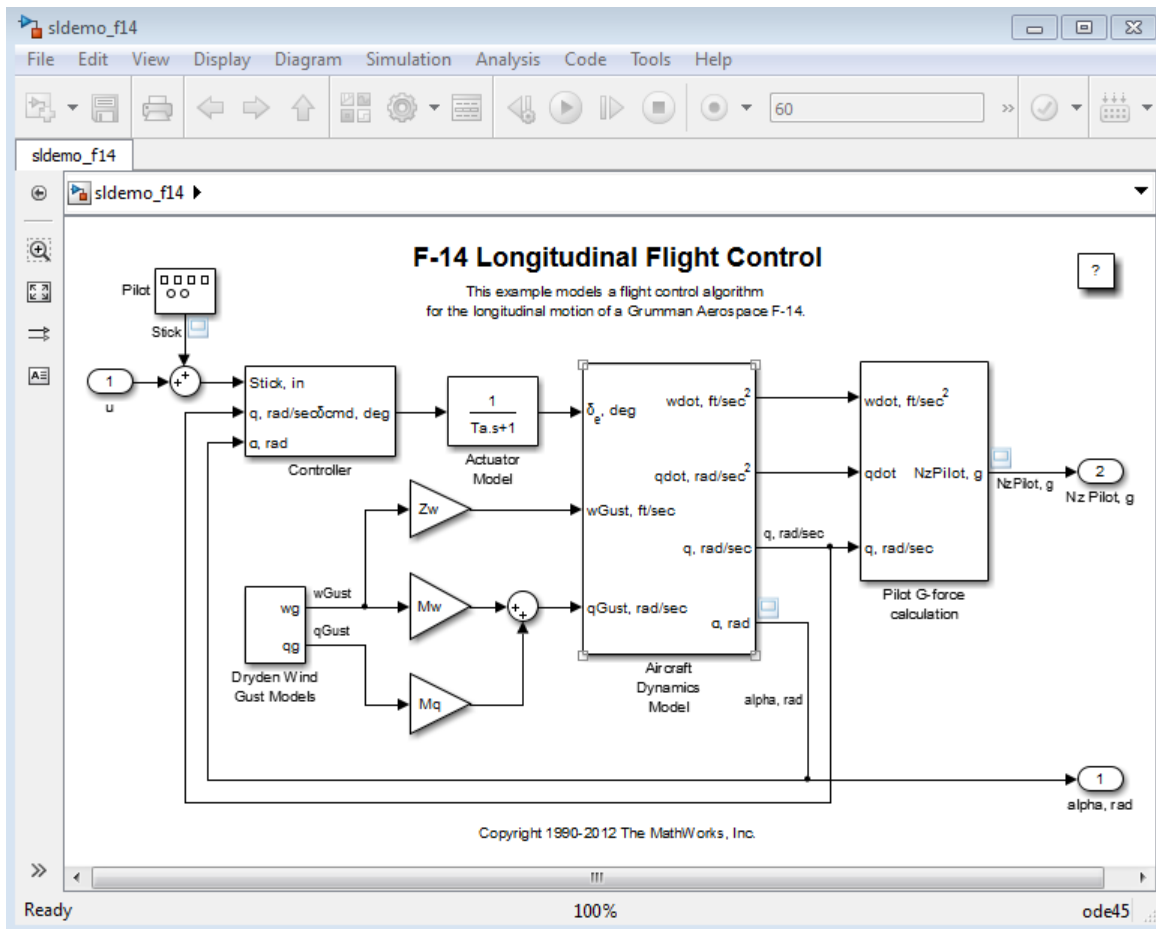 sldemo_f14
File Edit View Display Diagram Simulation Analysis Code Tools Help
60
sldemo_f14
sldemo_f14
F-14 Longitudinal Flight Control
This example models a flight control algorithm
for the longitudinal motion of a Grumman Aerospace F-14.
?
Pilot
Stick
1
u
Stick, in
q, rad/secδcmd, deg
α, rad
Controller
1
Ta.s+1
Actuator
Model
Zw
Mw
Mq
wg
qg
wGust
qGust
Dryden Wind
Gust Models
δe, deg
wGust, ft/sec
qGust, rad/sec
wdot, ft/sec²
qdot, rad/sec²
q, rad/sec
α, rad
Aircraft
Dynamics
Model
q, rad/sec
alpha, rad
wdot, ft/sec²
qdot
NzPilot, g
q, rad/sec
Pilot G-force
calculation
NzPilot, g
2
Nz Pilot, g
1
alpha, rad
Copyright 1990-2012 The MathWorks, Inc.
Ready 100% ode45